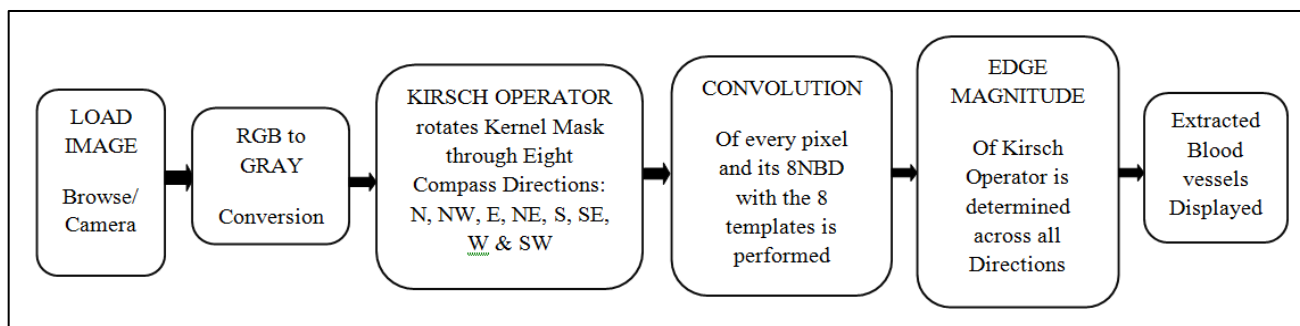 LOAD
IMAGE
Browse/
Camera
RGB to
GRAY
Conversion
KIRSCH OPERATOR
rotates Kernel Mask
through Eight
Compass Directions:
N, NW, E, NE, S, SE,
W & SW
CONVOLUTION
Of every pixel
and its 8NBD
with the 8
templates is
performed
EDGE
MAGNITUDE
Of Kirsch
Operator is
determined
across all
Directions
Extracted
Blood
vessels
Displayed